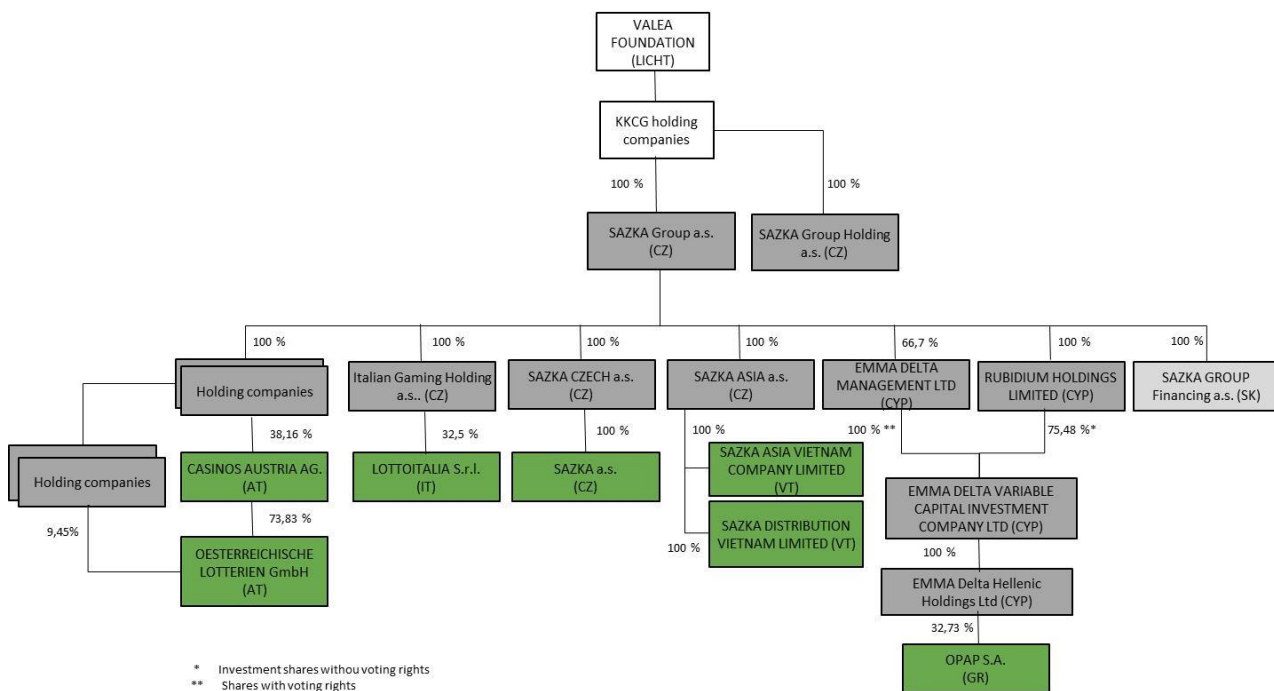 VALEA
FOUNDATION
(LICHT)
KKCG holding
companies
100 %
100 %
SAZKA Group a.s.
(CZ)
SAZKA Group Holding
a.s. (CZ)
100 %
100 %
100 %
100 %
66,7 %
100 %
100 %
Holding companies
Italian Gaming Holding
a.s.. (CZ)
SAZKA CZECH a.s.
(CZ)
SAZKA ASIA a.s.
(CZ)
EMMA DELTA
MANAGEMENT LTD
(CYP)
RUBIDIUM HOLDINGS
LIMITED (CYP)
SAZKA GROUP
Financing a.s. (SK)
38,16 %
32,5 %
100 %
100 %
100 % **
75,48 %*
Holding companies
CASINOS AUSTRIA AG.
(AT)
LOTTOITALIA S.r.l.
(IT)
SAZKA a.s.
(CZ)
SAZKA ASIA VIETNAM
COMPANY LIMITED
(VT)
EMMA DELTA VARIABLE
CAPITAL INVESTMENT
COMPANY LTD (CYP)
9,45%
73,83 %
100 %
SAZKA DISTRIBUTION
VIETNAM LIMITED (VT)
100 %
OESTERREICHISCHE
LOTTERIEN GmbH
(AT)
EMMA Delta Hellenic
Holdings Ltd (CYP)
32,73 %
OPAP S.A.
(GR)
* Investment shares withou voting rights
** Shares with voting rights